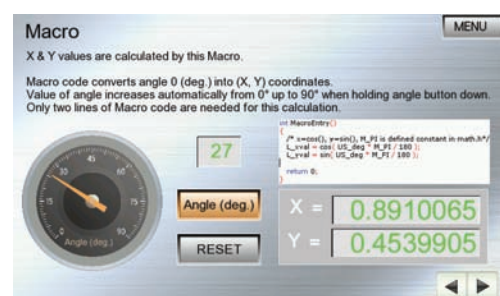 Macro
MENU
X & Y values are calculated by this Macro.
Macro code converts angle 0 (deg.) into (X, Y) coordinates.
Value of angle increases automatically from 0° up to 90° when holding angle button down.
Only two lines of Macro code are needed for this calculation.
int MacroEntry()
{
/* x=cos(), y=sin(), M_PI is defined constant in math.h*/
L_xval = cos( US_deg * M_PI / 180 );
L_yval = sin( US_deg * M_PI / 180 );
return 0;
}
27
30
45
60
15
75
0
90
Angle (deg.)
Angle (deg.)
RESET
X = 0.8910065
Y = 0.4539905